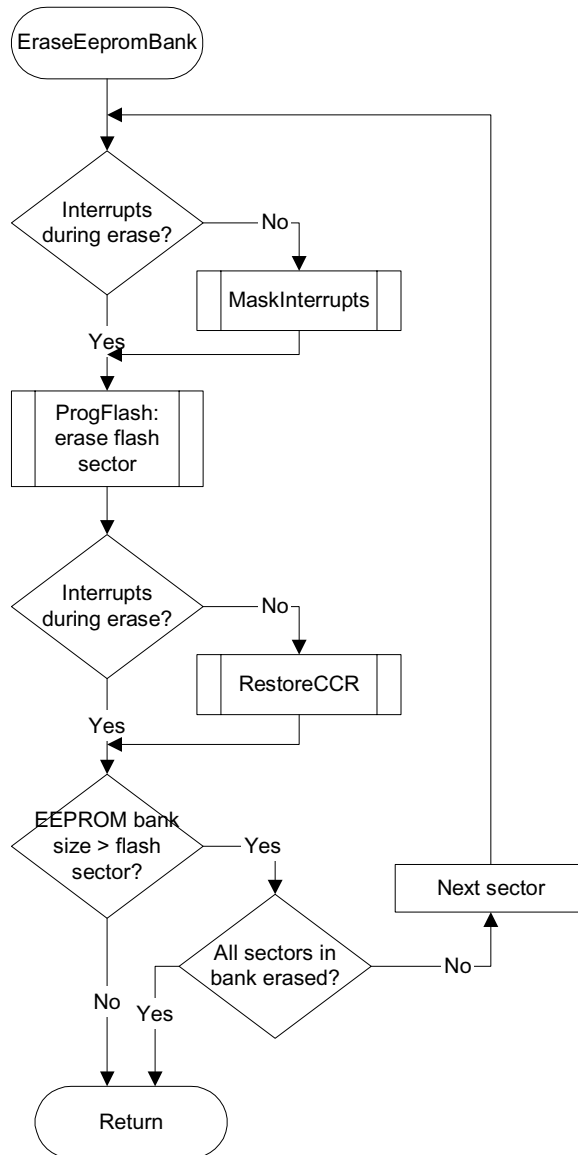 EraseEepromBank
Interrupts
during erase?
No
MaskInterrupts
Yes
ProgFlash:
erase flash
sector
Interrupts
during erase?
No
RestoreCCR
Yes
EEPROM bank
size > flash
sector?
Yes
Next sector
All sectors in
bank erased?
No
No
Yes
Return